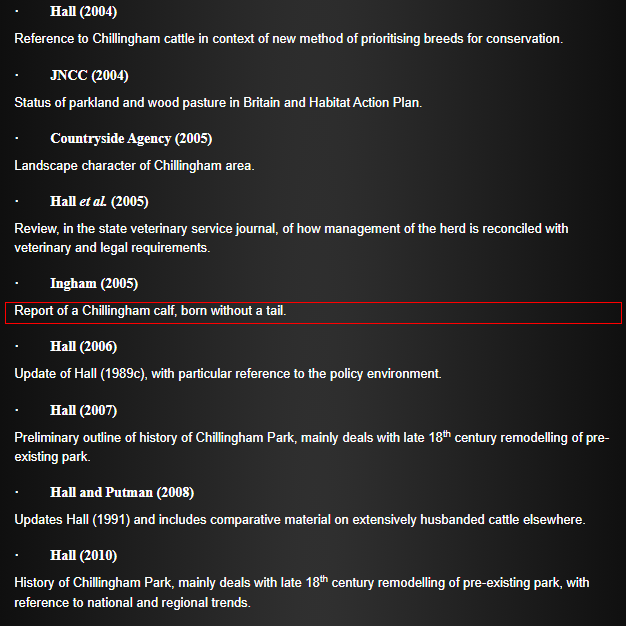 · Hall (2004)
Reference to Chillingham cattle in context of new method of prioritising breeds for conservation.
· JNCC (2004)
Status of parkland and wood pasture in Britain and Habitat Action Plan.
· Countryside Agency (2005)
Landscape character of Chillingham area.
· Hall et al. (2005)
Review, in the state veterinary service journal, of how management of the herd is reconciled with
veterinary and legal requirements.
· Ingham (2005)
Report of a Chillingham calf, born without a tail.
· Hall (2006)
Update of Hall (1989c), with particular reference to the policy environment.
· Hall (2007)
Preliminary outline of history of Chillingham Park, mainly deals with late 18th century remodelling of pre-
existing park.
· Hall and Putman (2008)
Updates Hall (1991) and includes comparative material on extensively husbanded cattle elsewhere.
· Hall (2010)
History of Chillingham Park, mainly deals with late 18th century remodelling of pre-existing park, with
reference to national and regional trends.